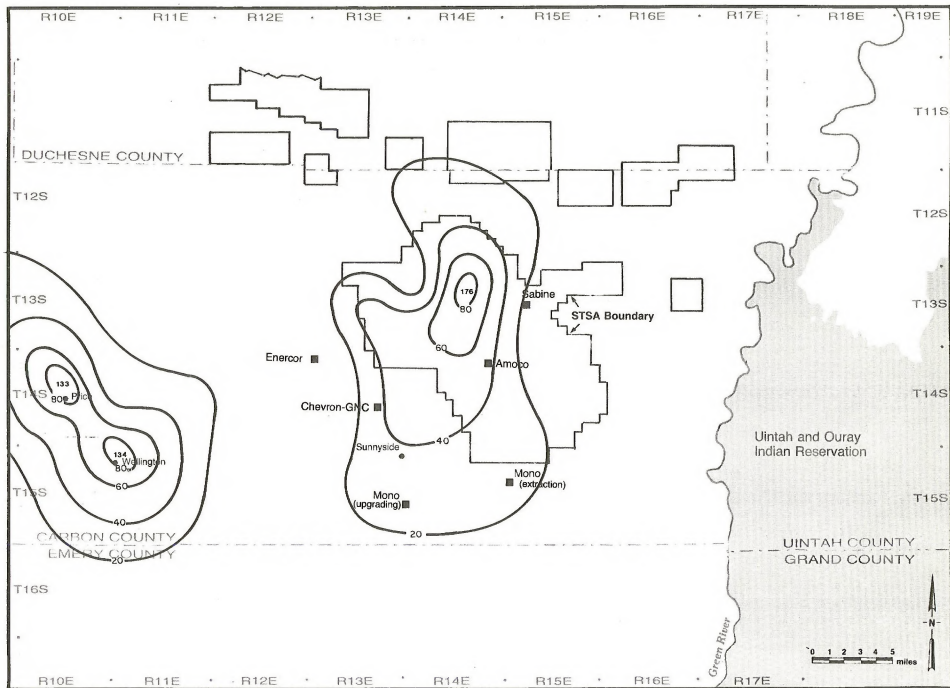 R10E R11E R12E R13E R14E R15E R16E R17E R18E R19E
T11S
DUCHESNE COUNTY
T12S
T12S
176
80
60
40
20
Sabine
STSA Boundary
T13S
T13S
Enercor
Amoco
Chevron-GNC
Sunnyside
Mono
(extraction)
Mono
(upgrading)
T14S
T14S
133
80
Price
134
Wellington
80
60
40
20
Uintah and Ouray
Indian Reservation
T15S
T15S
CARBON COUNTY
EMERY COUNTY
UINTAH COUNTY
GRAND COUNTY
T16S
Green River
N
0 1 2 3 4 5
miles
R10E R11E R12E R13E R14E R15E R16E R17E